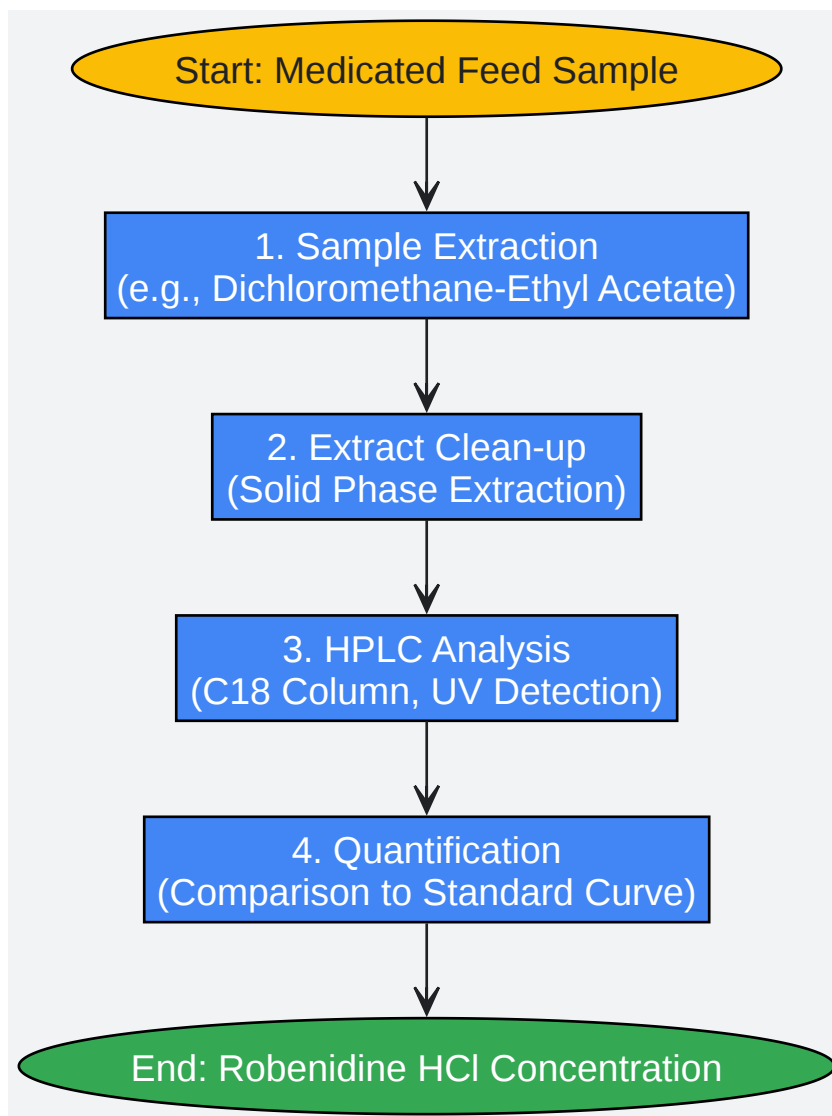 Start: Medicated Feed Sample
1. Sample Extraction
(e.g., Dichloromethane-Ethyl Acetate)
2. Extract Clean-up
(Solid Phase Extraction)
3. HPLC Analysis
(C18 Column, UV Detection)
4. Quantification
(Comparison to Standard Curve)
End: Robenidine HCl Concentration